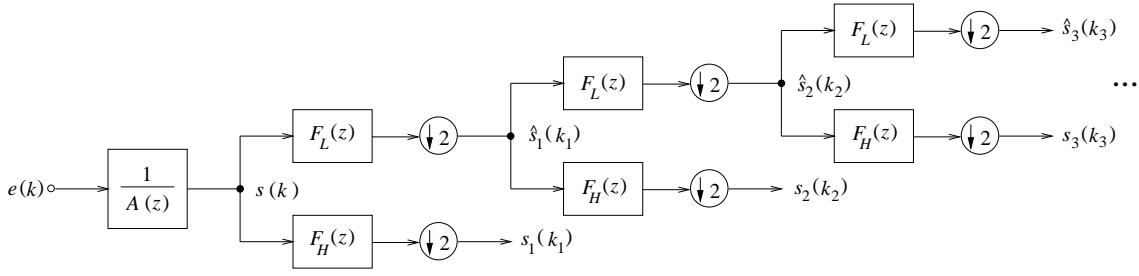 F_L(z) ↓2 ŝ_3(k_3)
F_L(z) ↓2 ŝ_2(k_2) ...
F_L(z) ↓2 ŝ_1(k_1) F_H(z) ↓2 s_3(k_3)
e(k) 1/A(z) s(k) F_H(z) ↓2 s_2(k_2)
F_H(z) ↓2 s_1(k_1)